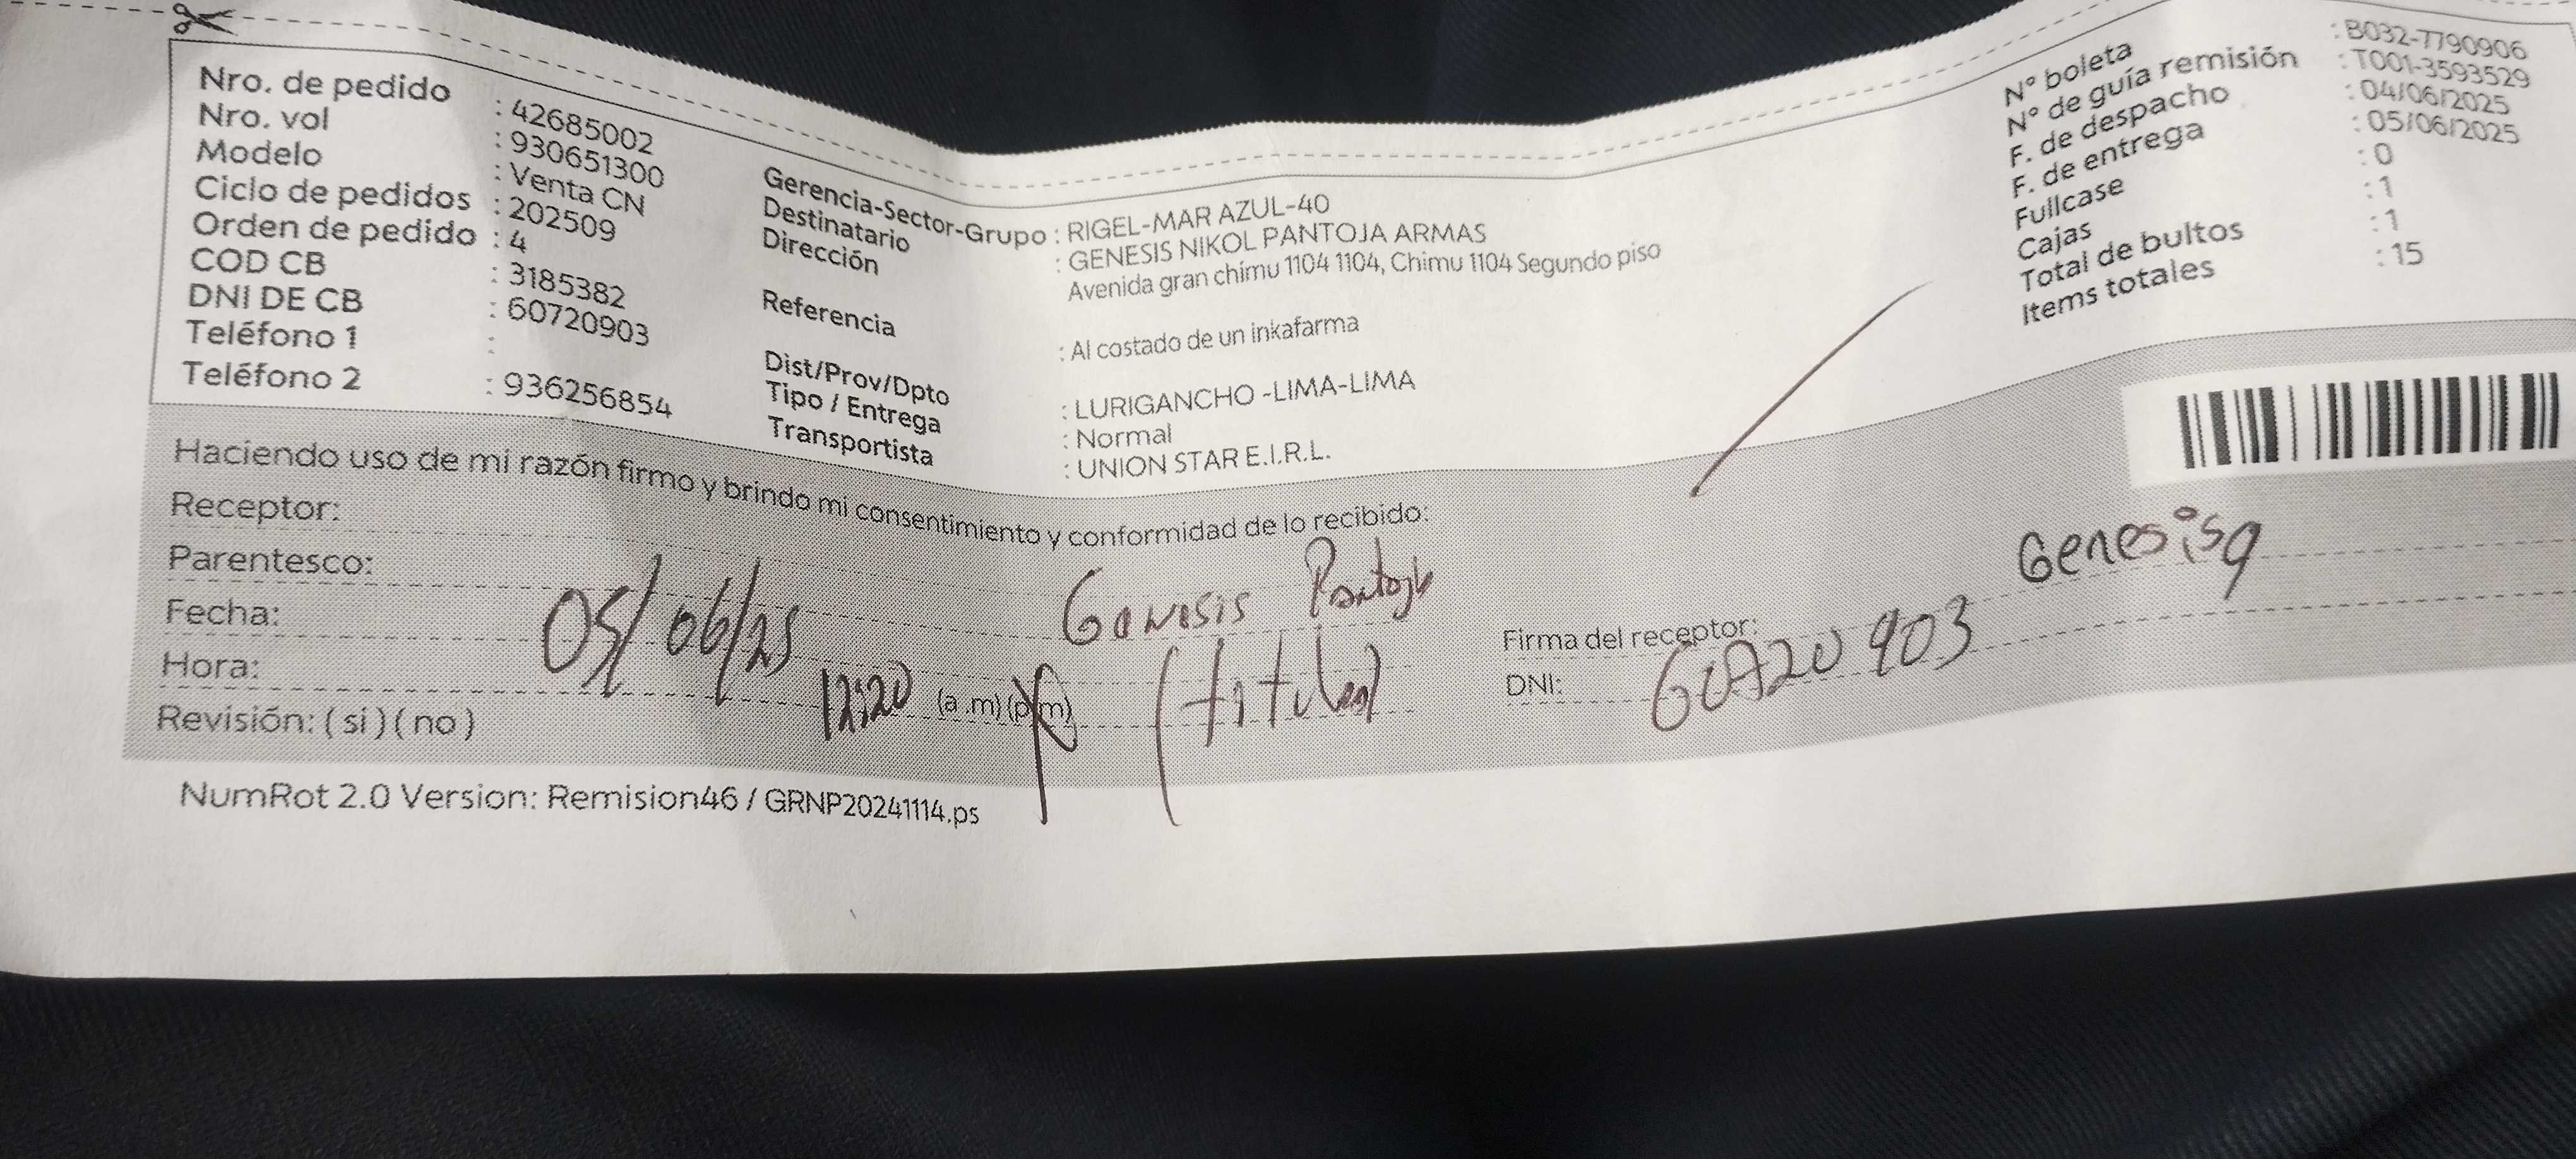 Nro. de pedido : 42685002
Nro. vol : 930651300
Modelo : Venta CN
Ciclo de pedidos : 202509
Orden de pedido : 4
COD CB : 3185382
DNI DE CB : 60720903
Teléfono 1 :
Teléfono 2 : 936256854
Gerencia-Sector-Grupo : RIGEL-MAR AZUL-40
Destinatario : GENESIS NIKOL PANTOJA ARMAS
Dirección Avenida gran chímu 1104 1104, Chimu 1104 Segundo piso
Referencia : Al costado de un inkafarma
Dist/Prov/Dpto : LURIGANCHO -LIMA-LIMA
Tipo / Entrega : Normal
Transportista : UNION STAR E.I.R.L.
N° boleta : B032-7790906
N° de guía remisión : T001-3593529
F. de despacho : 04/06/2025
F. de entrega : 05/06/2025
Fullcase : 0
Cajas : 1
Total de bultos : 1
Items totales : 15
Haciendo uso de mi razón firmo y brindo mi consentimiento y conformidad de lo recibido:
Receptor: Genesis Pantoja
Parentesco: (titular)
Fecha: 05/06/25
Hora: 12:20 (a .m) (p m)
Revisión: ( si ) ( no )
Firma del receptor: Genesis
DNI: 60720903
NumRot 2.0 Version: Remision46 / GRNP20241114.ps